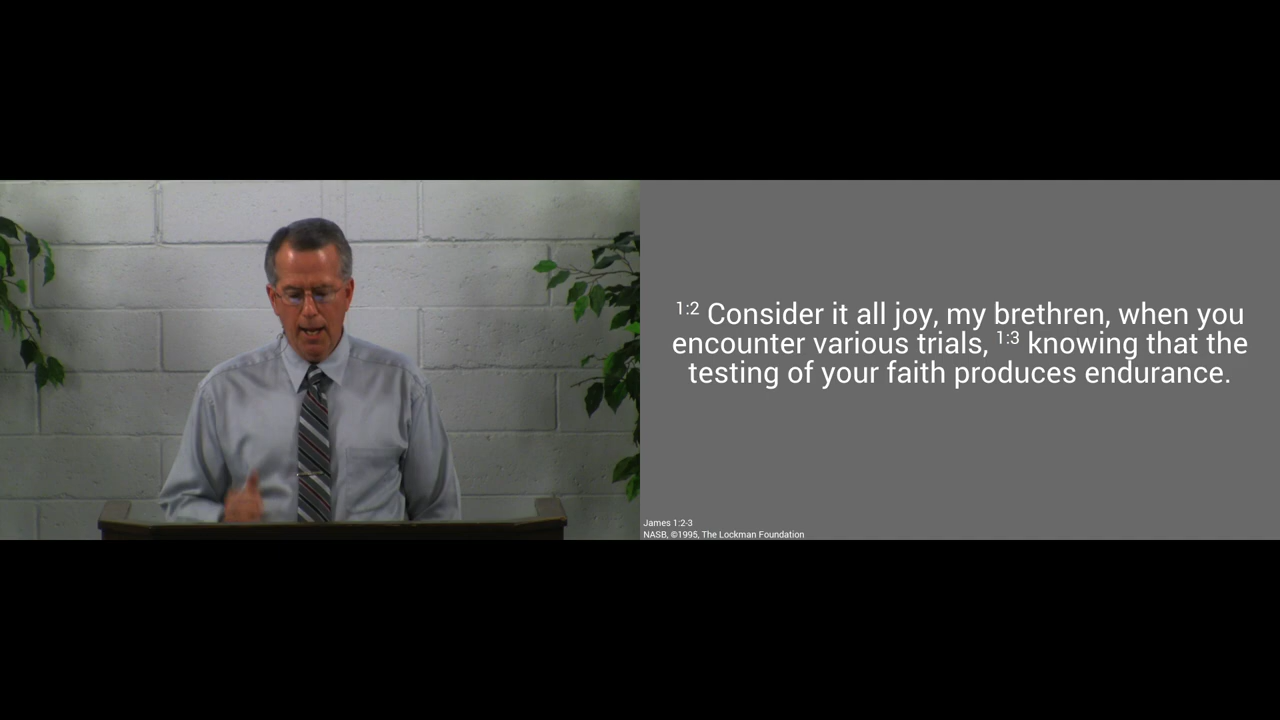 1:2 Consider it all joy, my brethren, when you
encounter various trials, 1:3 knowing that the
testing of your faith produces endurance.
James 1:2-3
NASB, ©1995, The Lockman Foundation